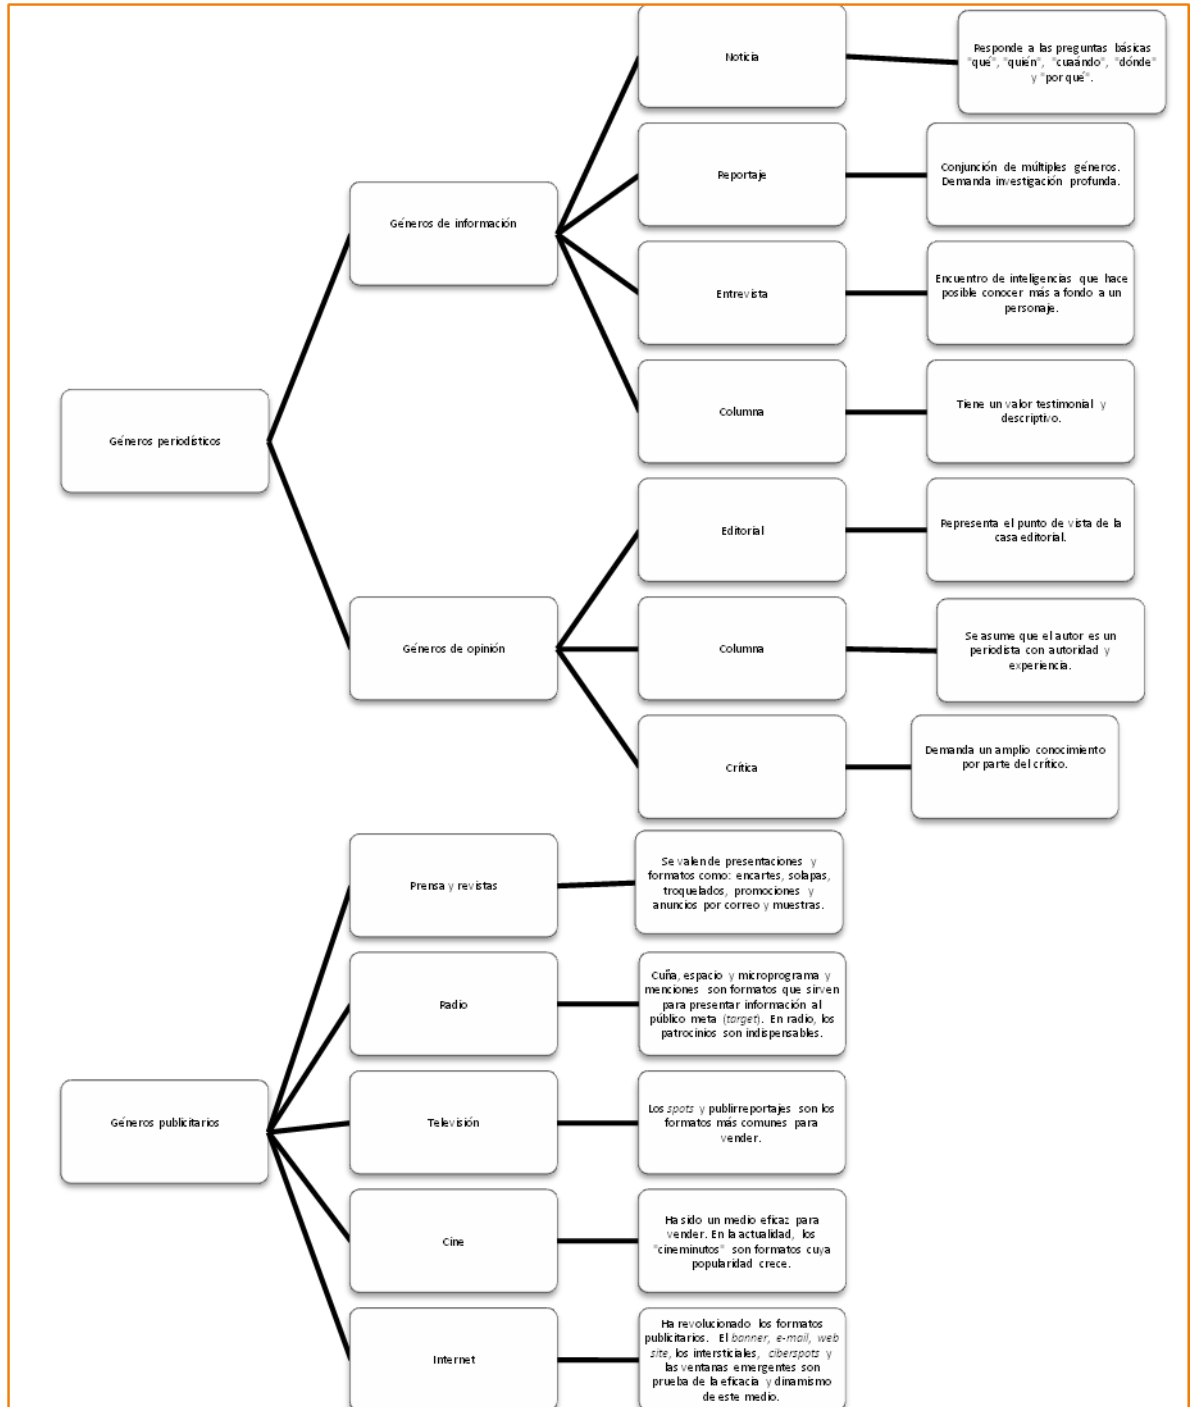 Géneros periodísticos
Géneros de información
Noticia
Responde a las preguntas básicas
"qué", "quién", "cuaándo", "dónde"
y "por qué".
Reportaje
Conjunción de múltiples géneros.
Demanda investigación profunda.
Entrevista
Encuentro de inteligencias que hace
posible conocer más a fondo a un
personaje.
Columna
Tiene un valor testimonial y
descriptivo.
Géneros de opinión
Editorial
Representa el punto de vista de la
casa editorial.
Columna
Se asume que el autor es un
periodista con autoridad y
experiencia.
Crítica
Demanda un amplio conocimiento
por parte del crítico.
Géneros publicitarios
Prensa y revistas
Se valen de presentaciones y
formatos como: encartes, solapas,
troquelados, promociones y
anuncios por correo y muestras.
Radio
Cuña, espacio y microprograma y
menciones son formatos que sirven
para presentar información al
público meta (target). En radio, los
patrocinios son indispensables.
Televisión
Los spots y publirreportajes son los
formatos más comunes para
vender.
Cine
Ha sido un medio eficaz para
vender. En la actualidad, los
"cineminutos" son formatos cuya
popularidad crece.
Internet
Ha revolucionado los formatos
publicitarios. El banner, e-mail, web
site, los intersticiales, ciberspots y
las ventanas emergentes son
prueba de la eficacia y dinamismo
de este medio.